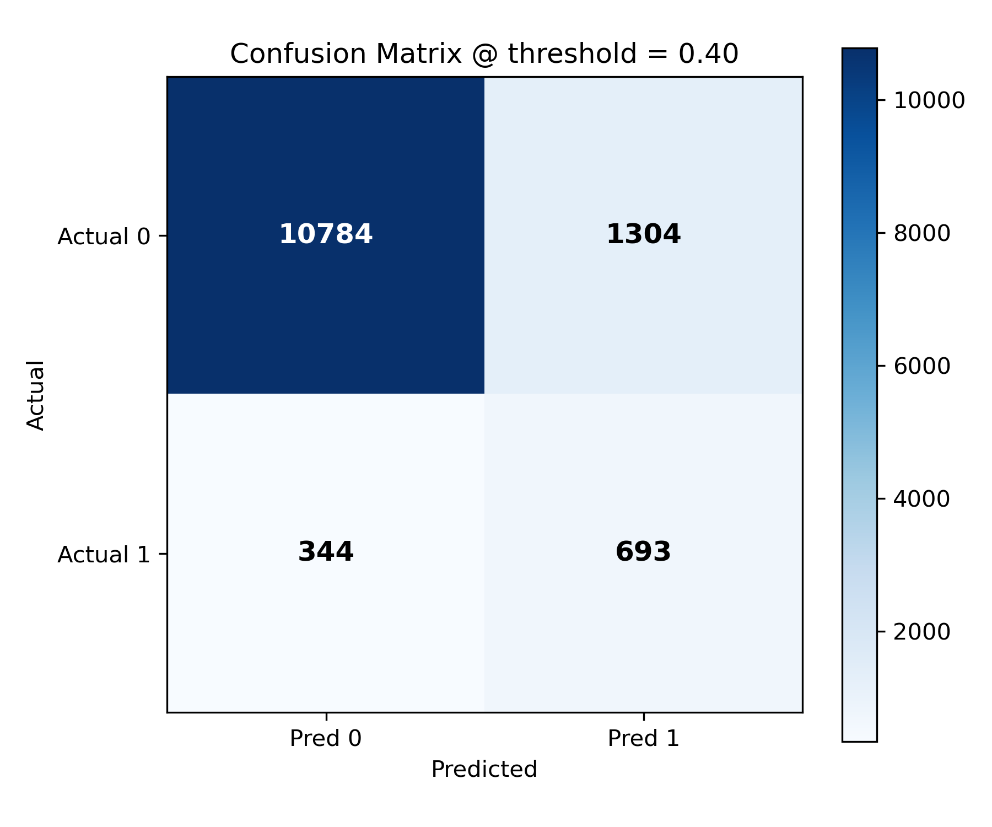 Confusion Matrix @ threshold = 0.40
Actual 0
10784
1304
10000
8000
6000
4000
2000
Actual
Actual 1
344
693
Pred 0
Pred 1
Predicted